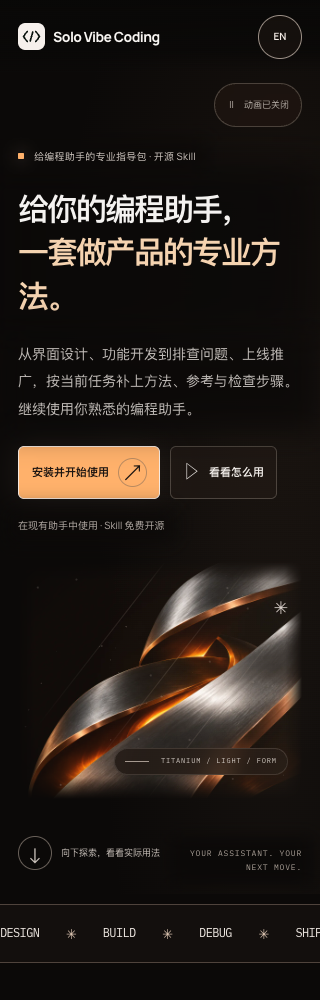 Solo Vibe Coding
EN
动画已关闭
给编程助手的专业指导包 · 开源 Skill
给你的编程助手，
一套做产品的专业方
法。
从界面设计、功能开发到排查问题、上线推
广，按当前任务补上方法、参考与检查步骤。
继续使用你熟悉的编程助手。
安装并开始使用
看看怎么用
在现有助手中使用 · Skill 免费开源
TITANIUM / LIGHT / FORM
向下探索，看看实际用法
YOUR ASSISTANT. YOUR
NEXT MOVE.
DESIGN ✳ BUILD ✳ DEBUG ✳ SHIP